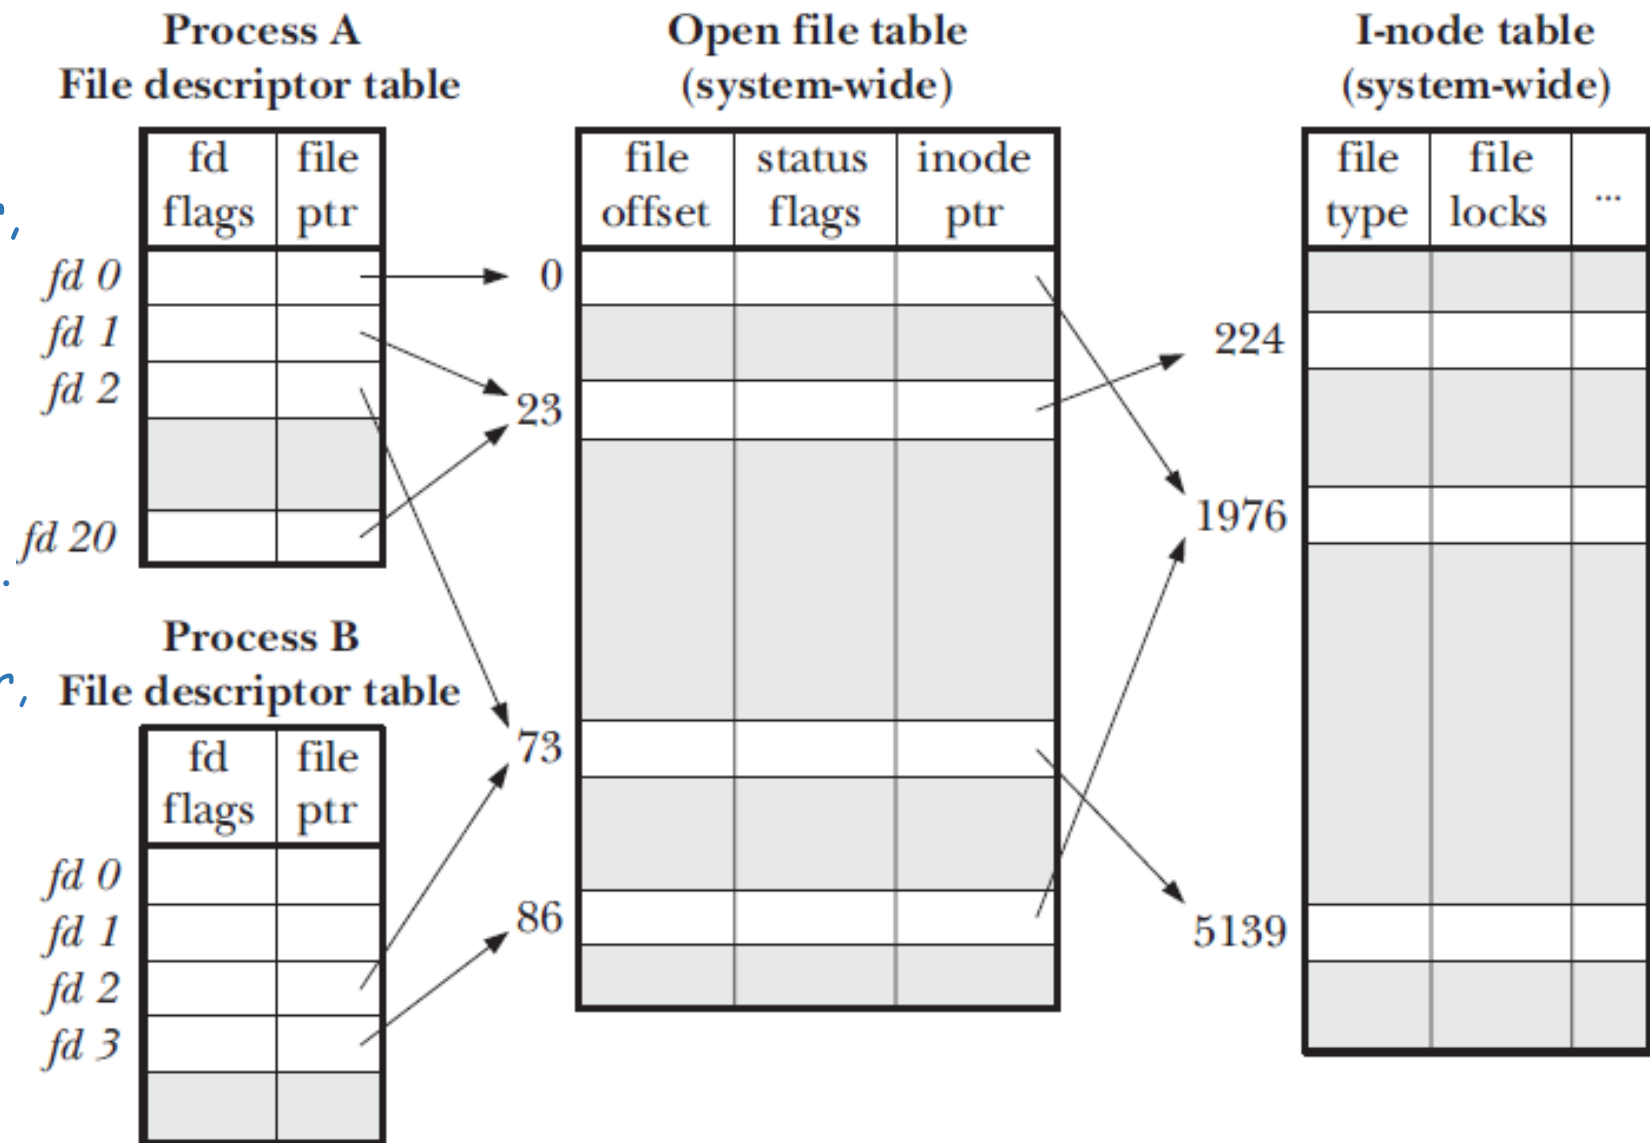 Process A
File descriptor table
fd flags
file ptr
fd 0
fd 1
fd 2
fd 20
Process B
File descriptor table
fd flags
file ptr
fd 0
fd 1
fd 2
fd 3
Open file table
(system-wide)
file offset
status flags
inode ptr
0
23
73
86
I-node table
(system-wide)
file type
file locks
...
224
1976
5139